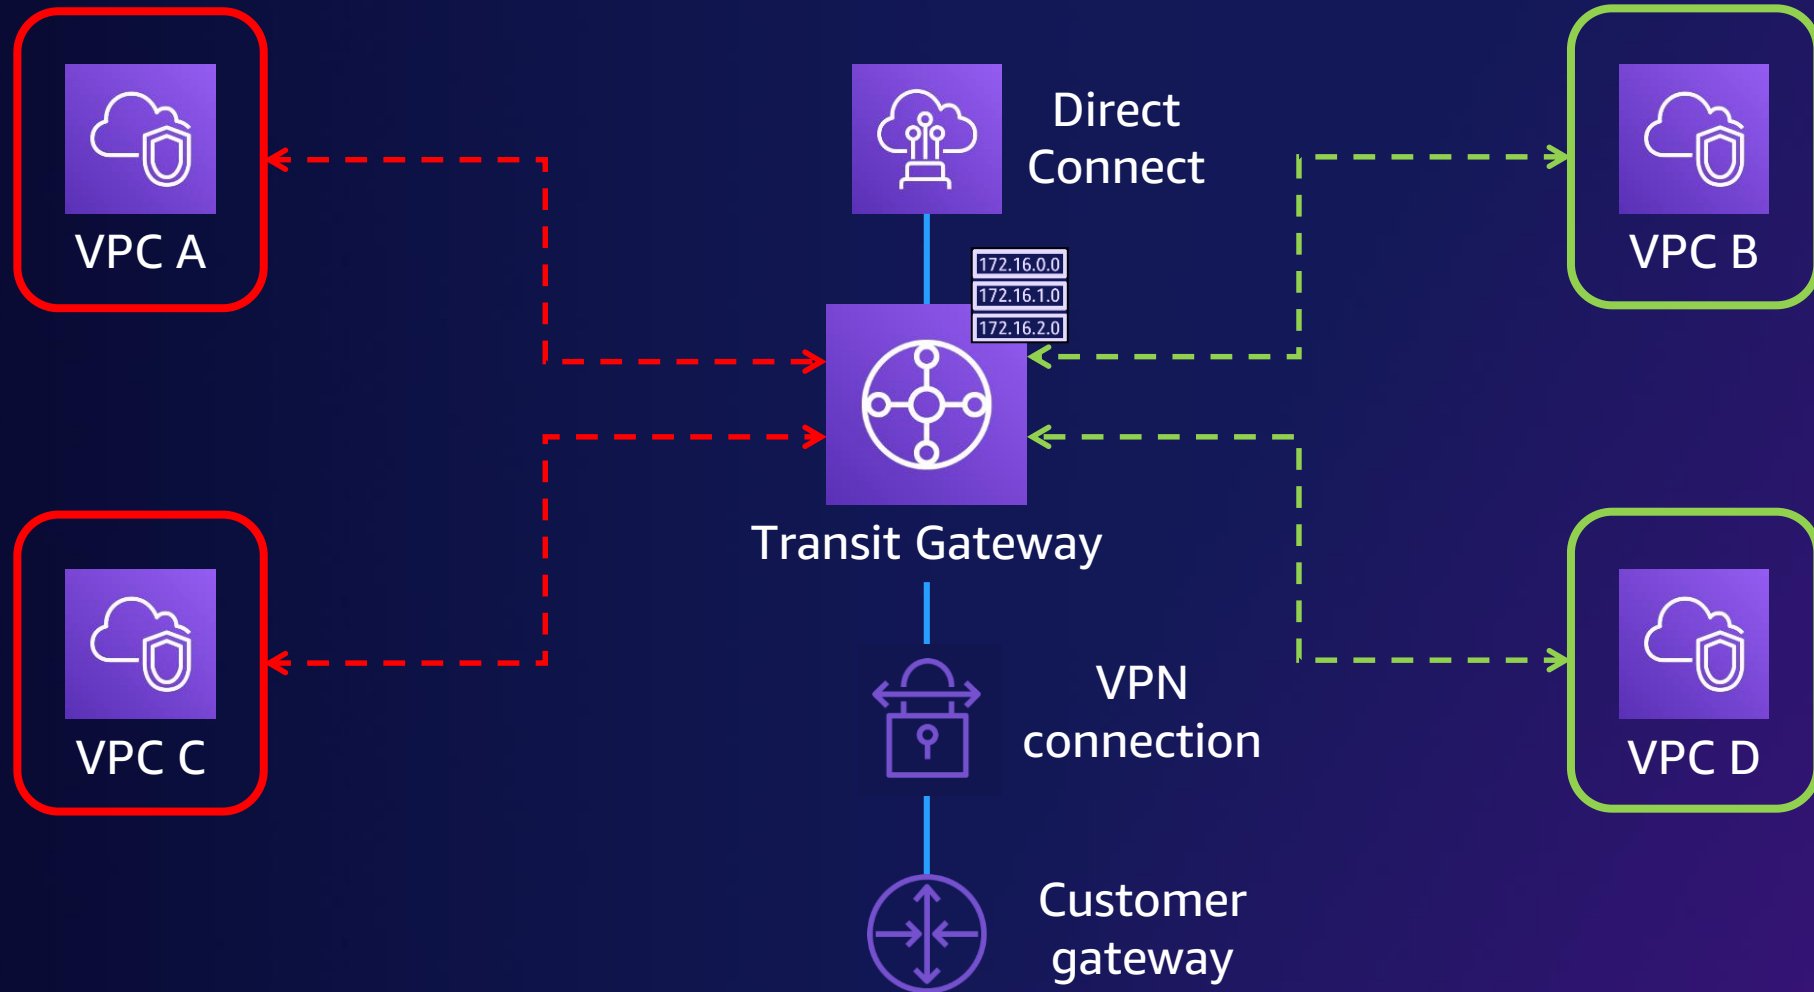 Direct
Connect
VPC A
VPC B
172.16.0.0
172.16.1.0
172.16.2.0
Transit Gateway
VPN
connection
VPC C
VPC D
Customer
gateway